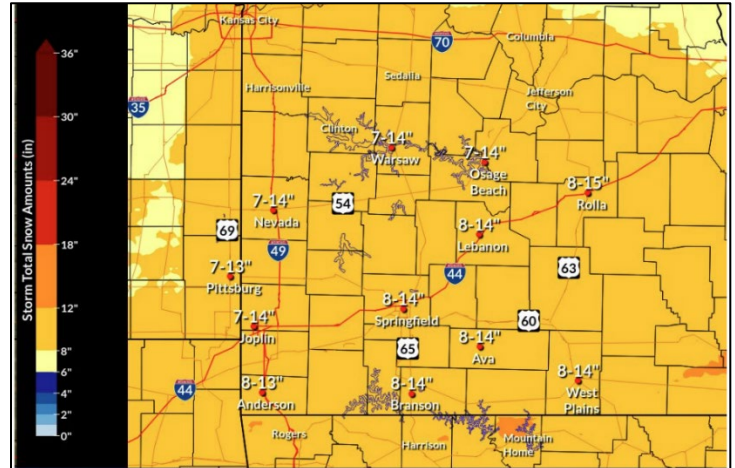 Storm Total Snow Amounts (in)
36"
30"
24"
18"
12"
8"
6"
4"
2"
0"
Kansas City
70
Columbia
35
Harrisonville
Sedalia
Jefferson
City
Clinton
7-14"
Warsaw
7-14"
Osage
Beach
8-15"
Rolla
7-14"
Nevada
54
69
49
8-14"
Lebanon
63
7-13"
Pittsburg
44
7-14"
Joplin
8-14"
Springfield
60
65
8-14"
Ava
44
8-13"
Anderson
8-14"
Branson
8-14"
West
Plains
Rogers
Harrison
Mountain
Home